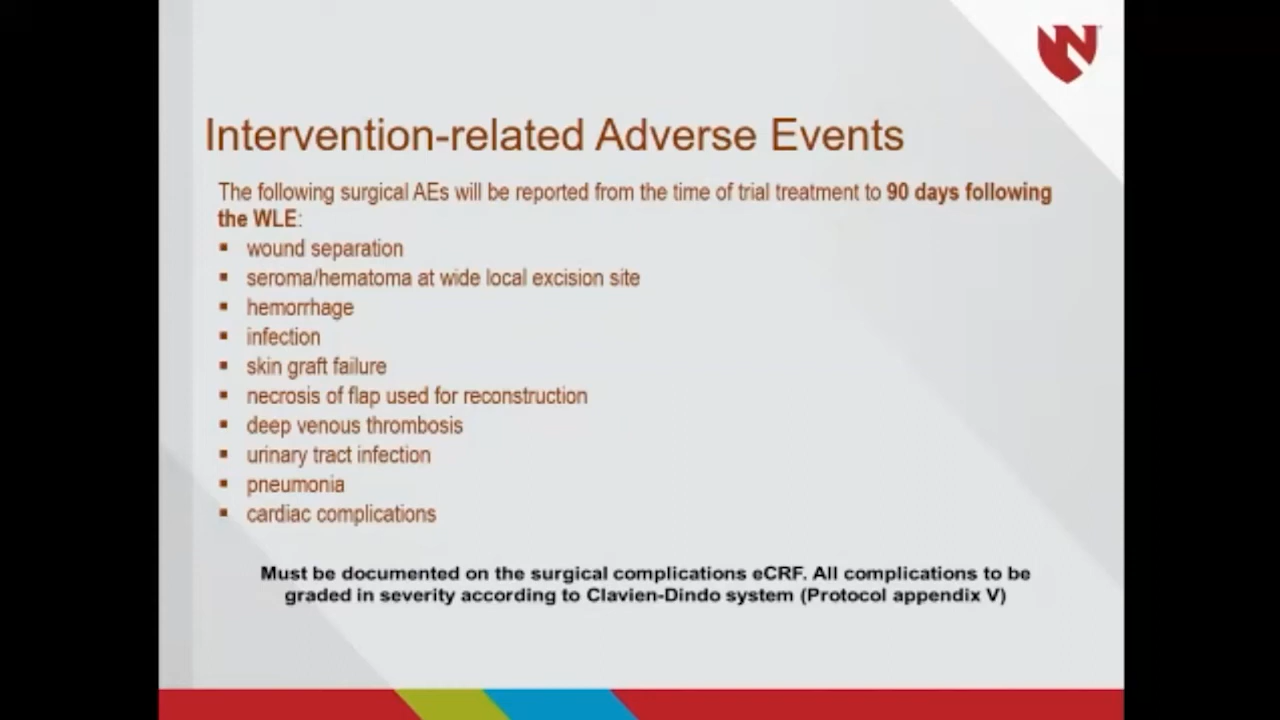 Intervention-related Adverse Events
The following surgical AEs will be reported from the time of trial treatment to 90 days following
the WLE:
▪ wound separation
▪ seroma/hematoma at wide local excision site
▪ hemorrhage
▪ infection
▪ skin graft failure
▪ necrosis of flap used for reconstruction
▪ deep venous thrombosis
▪ urinary tract infection
▪ pneumonia
▪ cardiac complications
Must be documented on the surgical complications eCRF. All complications to be
graded in severity according to Clavien-Dindo system (Protocol appendix V)